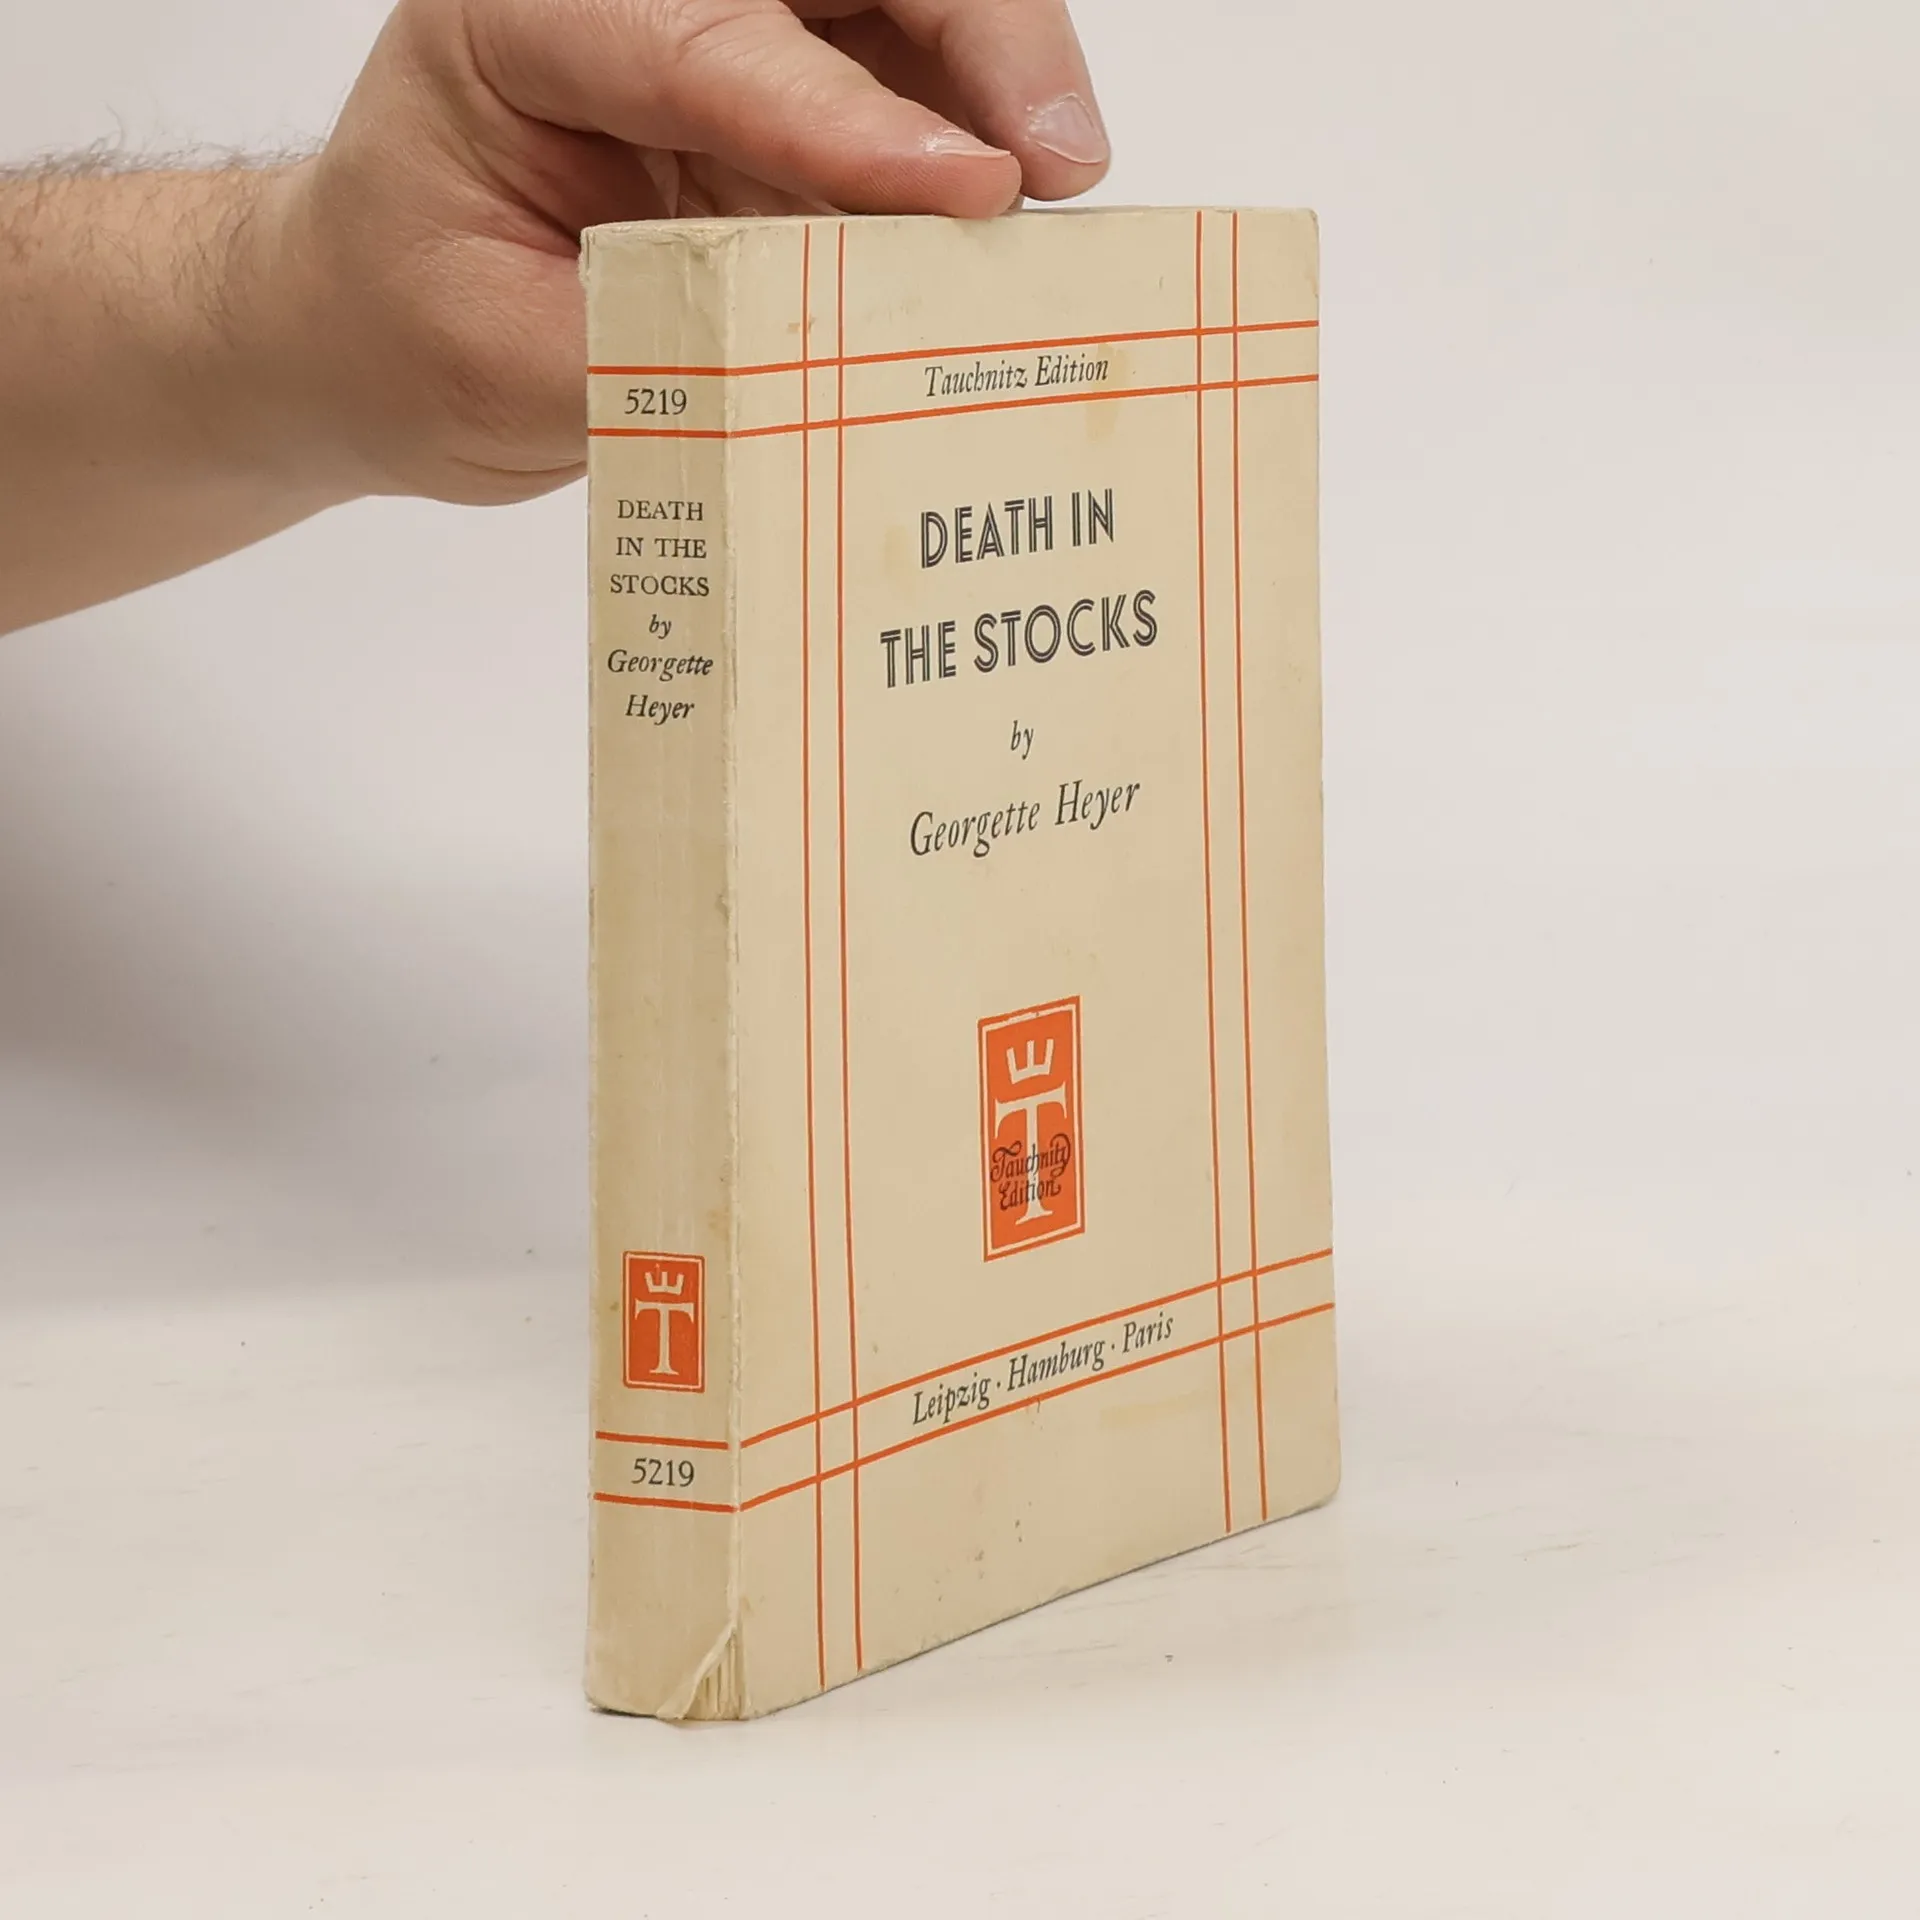 5219
DEATH
IN THE
STOCKS
by
Georgette
Heyer
T
5219
Tauchnitz Edition
DEATH IN
THE STOCKS
by
Georgette Heyer
T
Tauchnitz
Edition
Leipzig · Hamburg · Paris